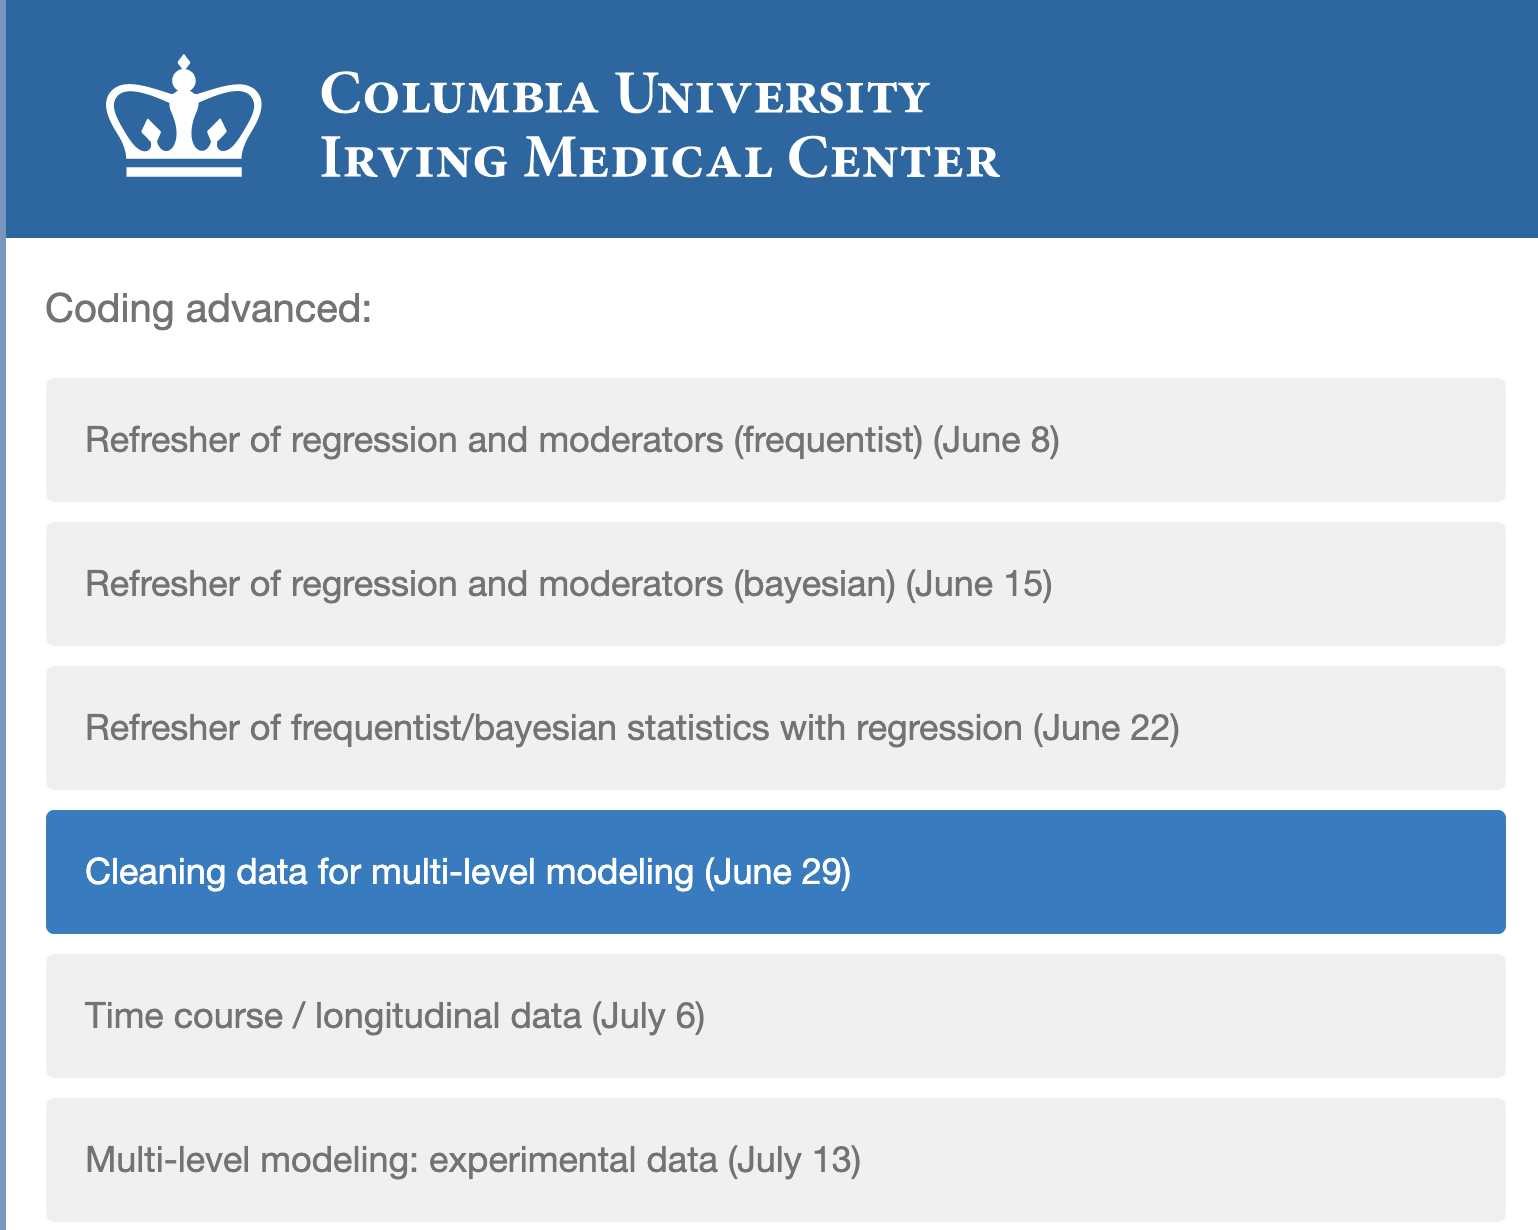 Columbia University
Irving Medical Center
Coding advanced:
Refresher of regression and moderators (frequentist) (June 8)
Refresher of regression and moderators (bayesian) (June 15)
Refresher of frequentist/bayesian statistics with regression (June 22)
Cleaning data for multi-level modeling (June 29)
Time course / longitudinal data (July 6)
Multi-level modeling: experimental data (July 13)